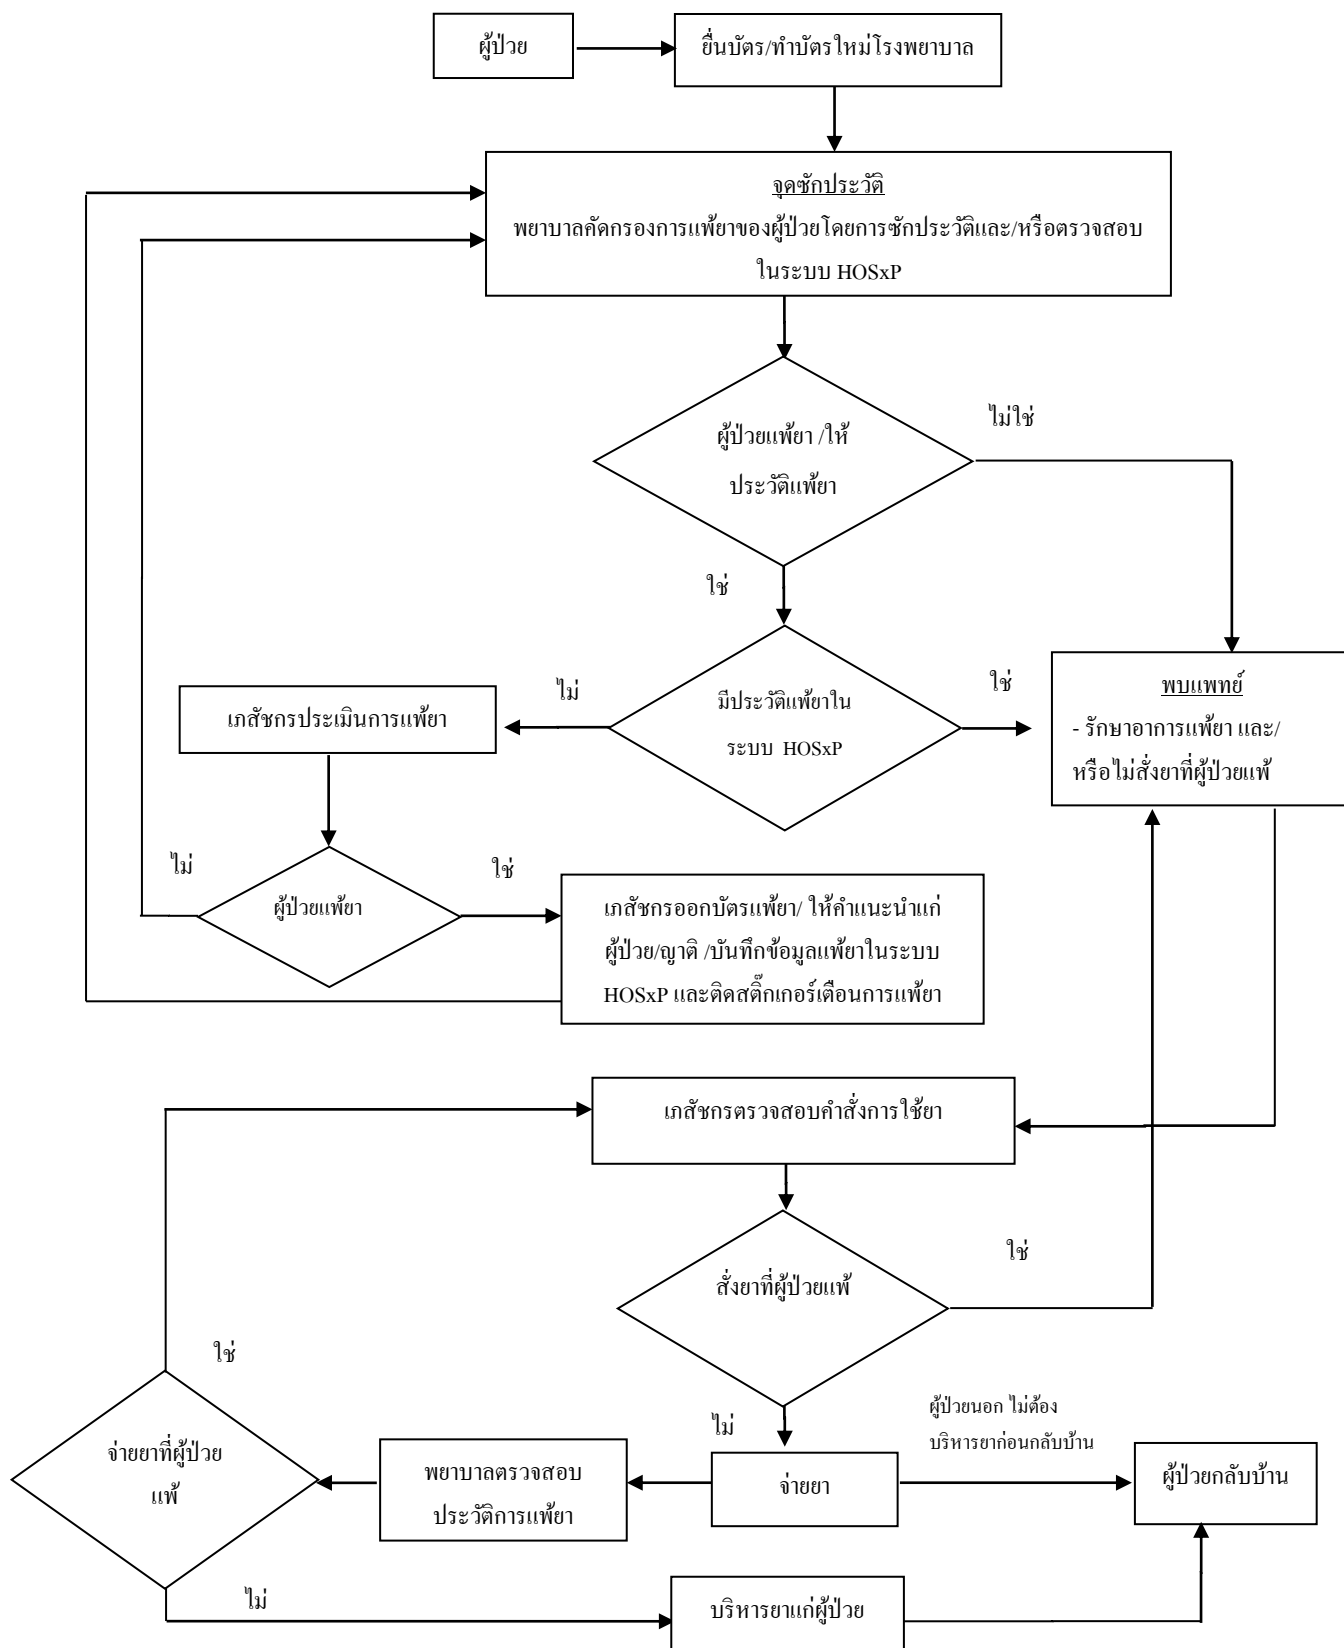 ผู้ป่วย
ยื่นบัตร/ทำบัตรใหม่โรงพยาบาล
จุดซักประวัติ
พยาบาลคัดกรองการแพ้ยาของผู้ป่วยโดยการซักประวัติและ/หรือตรวจสอบ
ในระบบ HOSxP
ไม่ใช่
ผู้ป่วยแพ้ยา /ให้
ประวัติแพ้ยา
ใช่
ไม่
มีประวัติแพ้ยาใน
ระบบ HOSxP
ใช่
พบแพทย์
- รักษาอาการแพ้ยา และ/
หรือไม่สั่งยาที่ผู้ป่วยแพ้
เภสัชกรประเมินการแพ้ยา
ไม่
ผู้ป่วยแพ้ยา
ใช่
เภสัชกรออกบัตรแพ้ยา/ ให้คำแนะนำแก่
ผู้ป่วย/ญาติ /บันทึกข้อมูลแพ้ยาในระบบ
HOSxP และติดสติ๊กเกอร์เตือนการแพ้ยา
เภสัชกรตรวจสอบคำสั่งการใช้ยา
สั่งยาที่ผู้ป่วยแพ้
ใช่
ใช่
ไม่
ผู้ป่วยนอก ไม่ต้อง
บริหารยาก่อนกลับบ้าน
จ่ายยาที่ผู้ป่วย
แพ้
พยาบาลตรวจสอบ
ประวัติการแพ้ยา
จ่ายยา
ผู้ป่วยกลับบ้าน
ไม่
บริหารยาแก่ผู้ป่วย